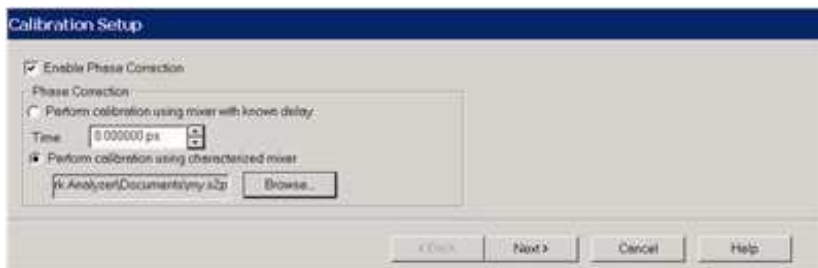 Calibration Setup
Enable Phase Correction
Phase Correction
Perform calibration using mixer with known delay
Time 0.000000 ps
Perform calibration using characterized mixer
rk Analyzer\Documents\my.s2p
Browse...
< Back Next > Cancel Help